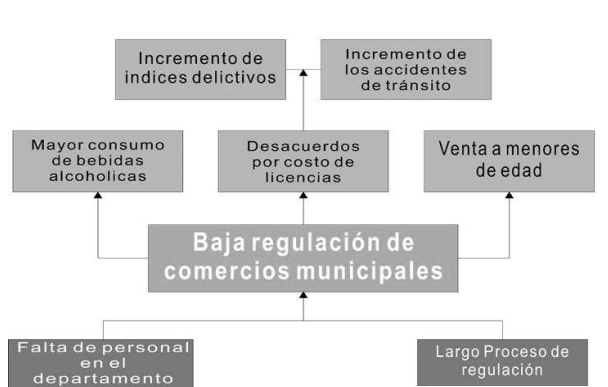 Incremento de
indices delictivos
Incremento de
los accidentes
de tránsito
Mayor consumo
de bebidas
alcoholicas
Desacuerdos
por costo de
licencias
Venta a menores
de edad
Baja regulación de
comercios municipales
Falta de personal
en el
departamento
Largo Proceso de
regulación